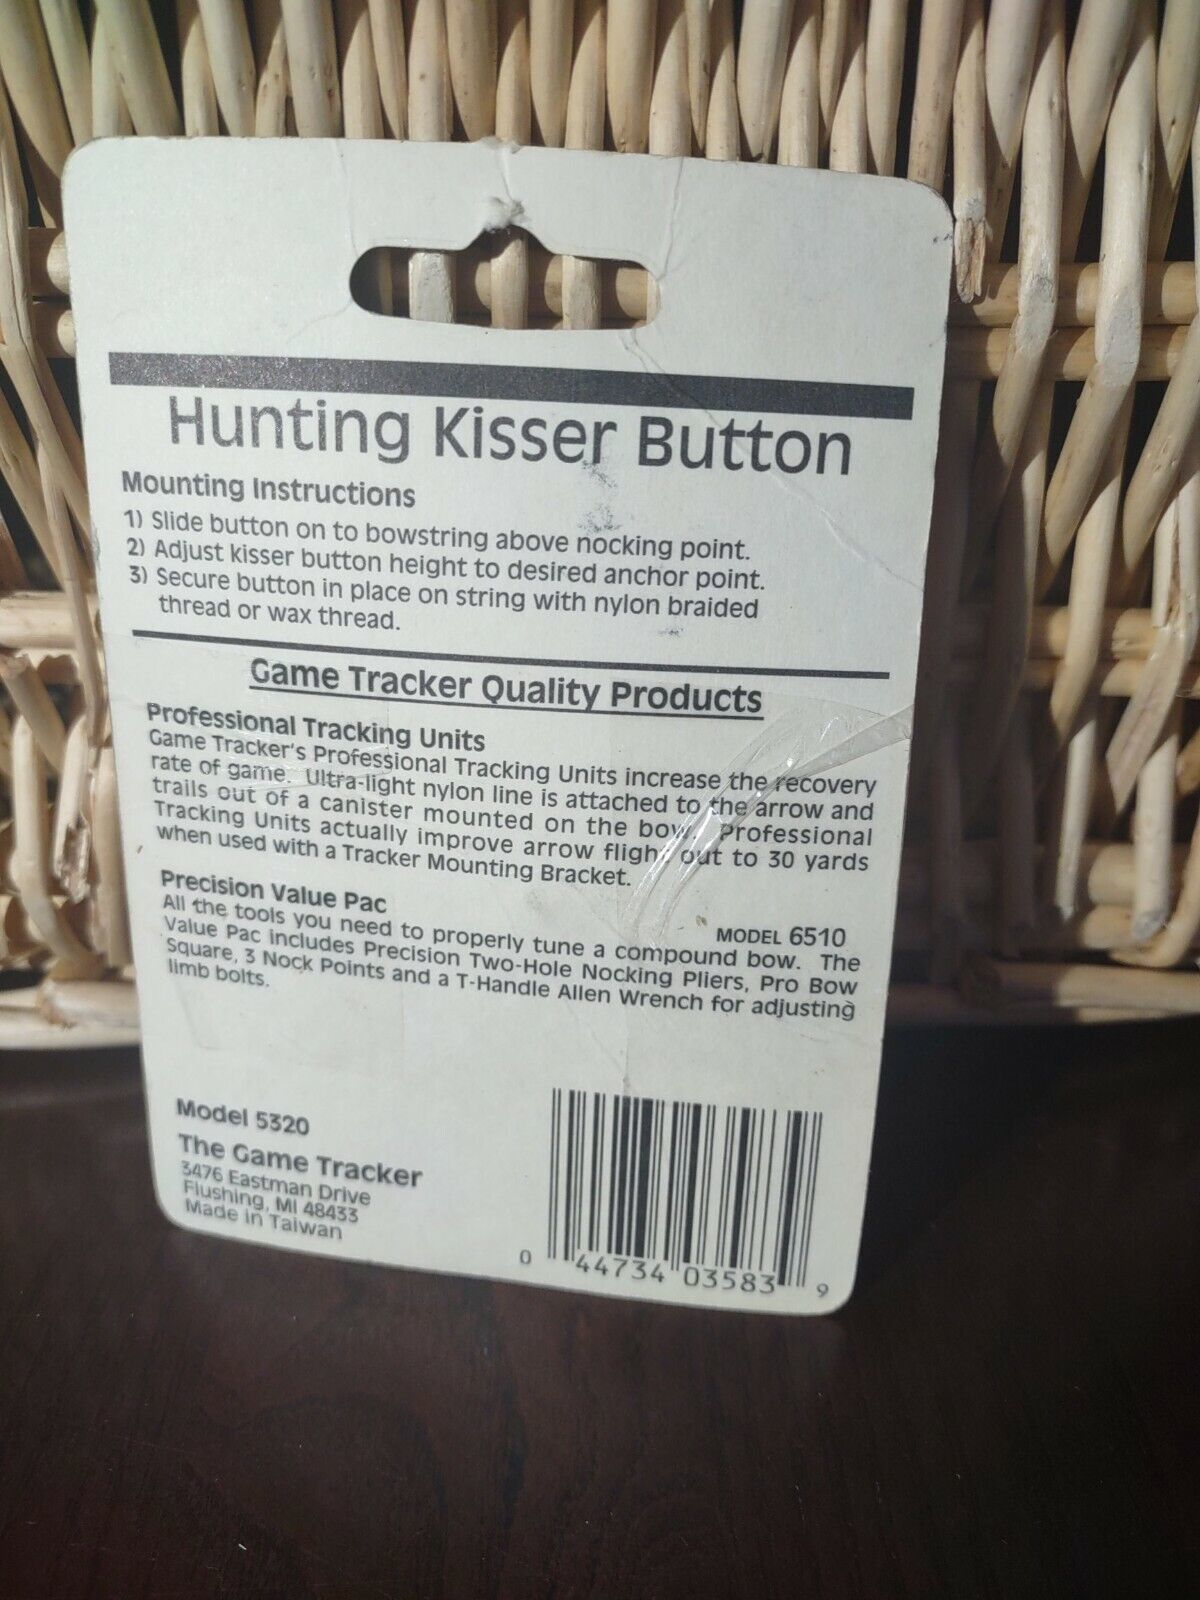 Hunting Kisser Button
Mounting Instructions
1) Slide button on to bowstring above nocking point.
2) Adjust kisser button height to desired anchor point.
3) Secure button in place on string with nylon braided
thread or wax thread.
Game Tracker Quality Products
Professional Tracking Units
Game Tracker's Professional Tracking Units increase the recovery
rate of game. Ultra-light nylon line is attached to the arrow and
trails out of a canister mounted on the bow. Professional
Tracking Units actually improve arrow flight out to 30 yards
when used with a Tracker Mounting Bracket.
Precision Value Pac
MODEL 6510
All the tools you need to properly tune a compound bow. The
Value Pac includes Precision Two-Hole Nocking Pliers, Pro Bow
Square, 3 Nock Points and a T-Handle Allen Wrench for adjusting
limb bolts.
Model 5320
The Game Tracker
3476 Eastman Drive
Flushing, MI 48433
Made in Taiwan
0 44734 03583 9